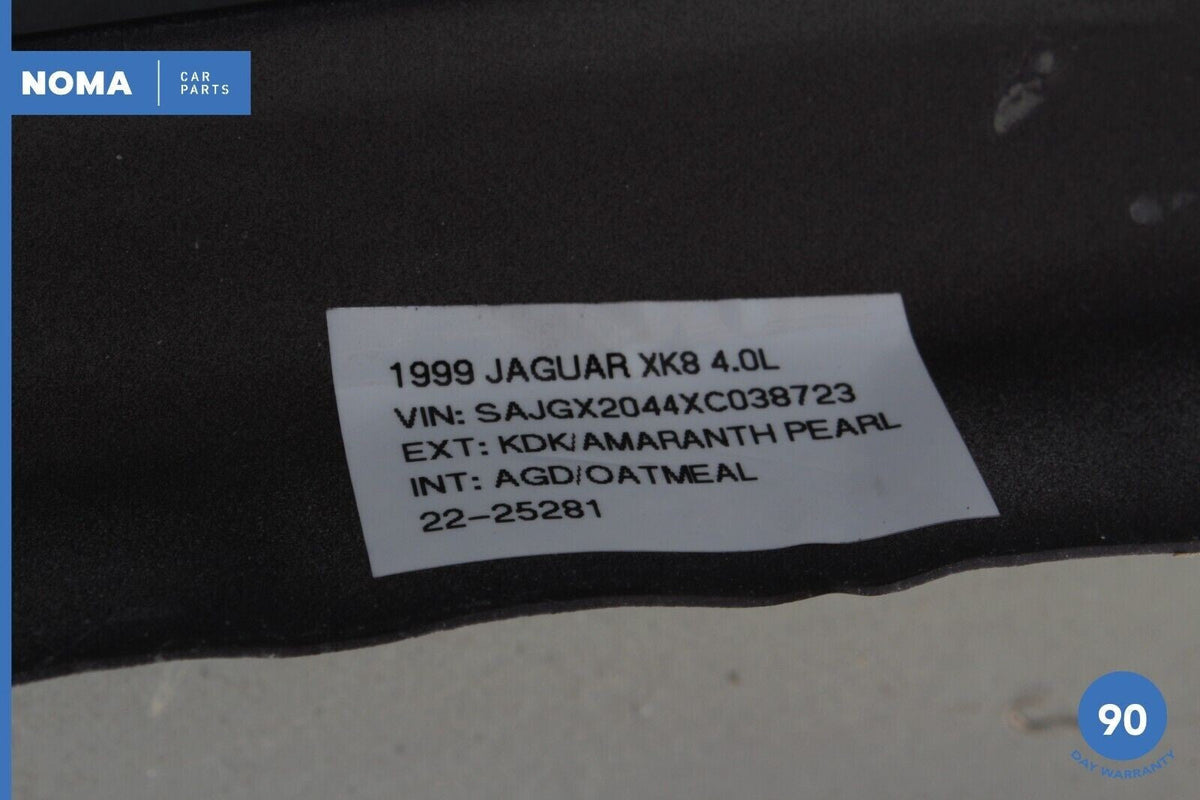 NOMA
CAR
PARTS
1999 JAGUAR XK8 4.0L
VIN: SAJGX2044XC038723
EXT: KDK/AMARANTH PEARL
INT: AGD/OATMEAL
22-25281
90
DAY WARRANTY